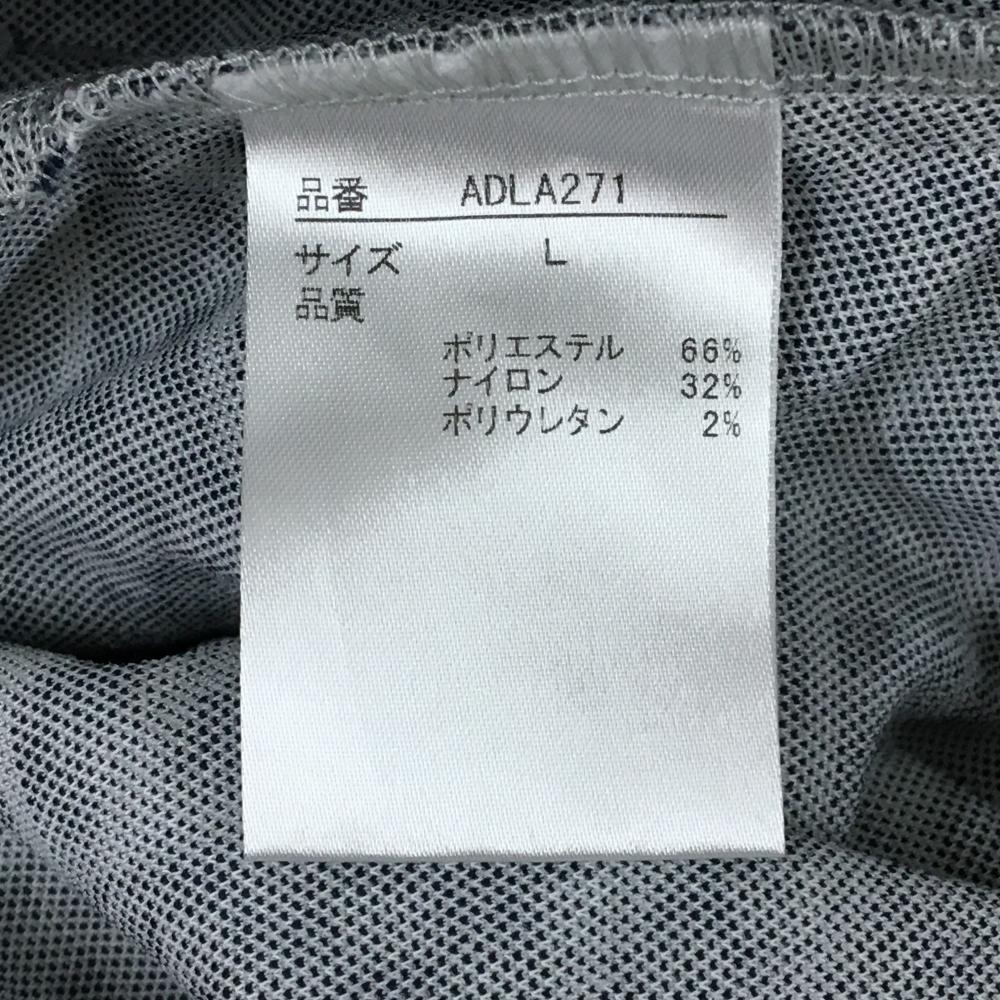 品番 ADLA271
サイズ L
品質
ポリエステル 66%
ナイロン 32%
ポリウレタン 2%